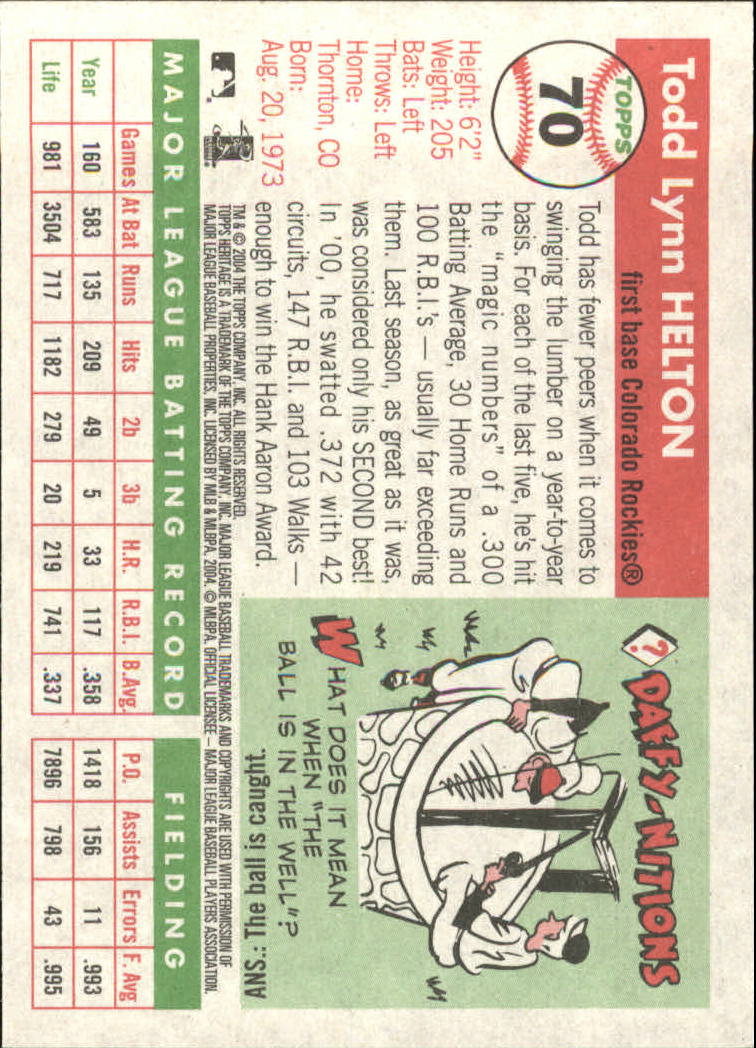 Todd Lynn HELTON
first base Colorado Rockies®
TOPPS
70
Height: 6'2"
Weight: 205
Bats: Left
Throws: Left
Home:
Thornton, CO
Born:
Aug. 20, 1973
Todd has fewer peers when it comes to
swinging the lumber on a year-to-year
basis. For each of the last five, he's hit
the "magic numbers" of a .300
Batting Average, 30 Home Runs and
100 R.B.I.'s — usually far exceeding
them. Last season, as great as it was,
was considered only his SECOND best!
In '00, he swatted .372 with 42
circuits, 147 R.B.I. and 103 Walks —
enough to win the Hank Aaron Award.
?
DAFFY-NITIONS
WHAT DOES IT MEAN
WHEN "THE
BALL IS IN THE WELL"?
ANS.: The ball is caught.
TM & © 2004 THE TOPPS COMPANY, INC. ALL RIGHTS RESERVED.
TOPPS HERITAGE IS A TRADEMARK OF THE TOPPS COMPANY, INC. MAJOR LEAGUE BASEBALL TRADEMARKS AND COPYRIGHTS ARE USED WITH PERMISSION OF
MAJOR LEAGUE BASEBALL PROPERTIES, INC. LICENSED BY MLB & MLBPA, 2004. © MLBPA. OFFICIAL LICENSEE – MAJOR LEAGUE BASEBALL PLAYERS ASSOCIATION.
MAJOR LEAGUE BATTING RECORD FIELDING
Games At Bat Runs Hits 2b 3b H.R. R.B.I. B.Avg. P.O. Assists Errors F. Avg
Year 160 583 135 209 49 5 33 117 .358 1418 156 11 .993
Life 981 3504 717 1182 279 20 219 741 .337 7896 798 43 .995